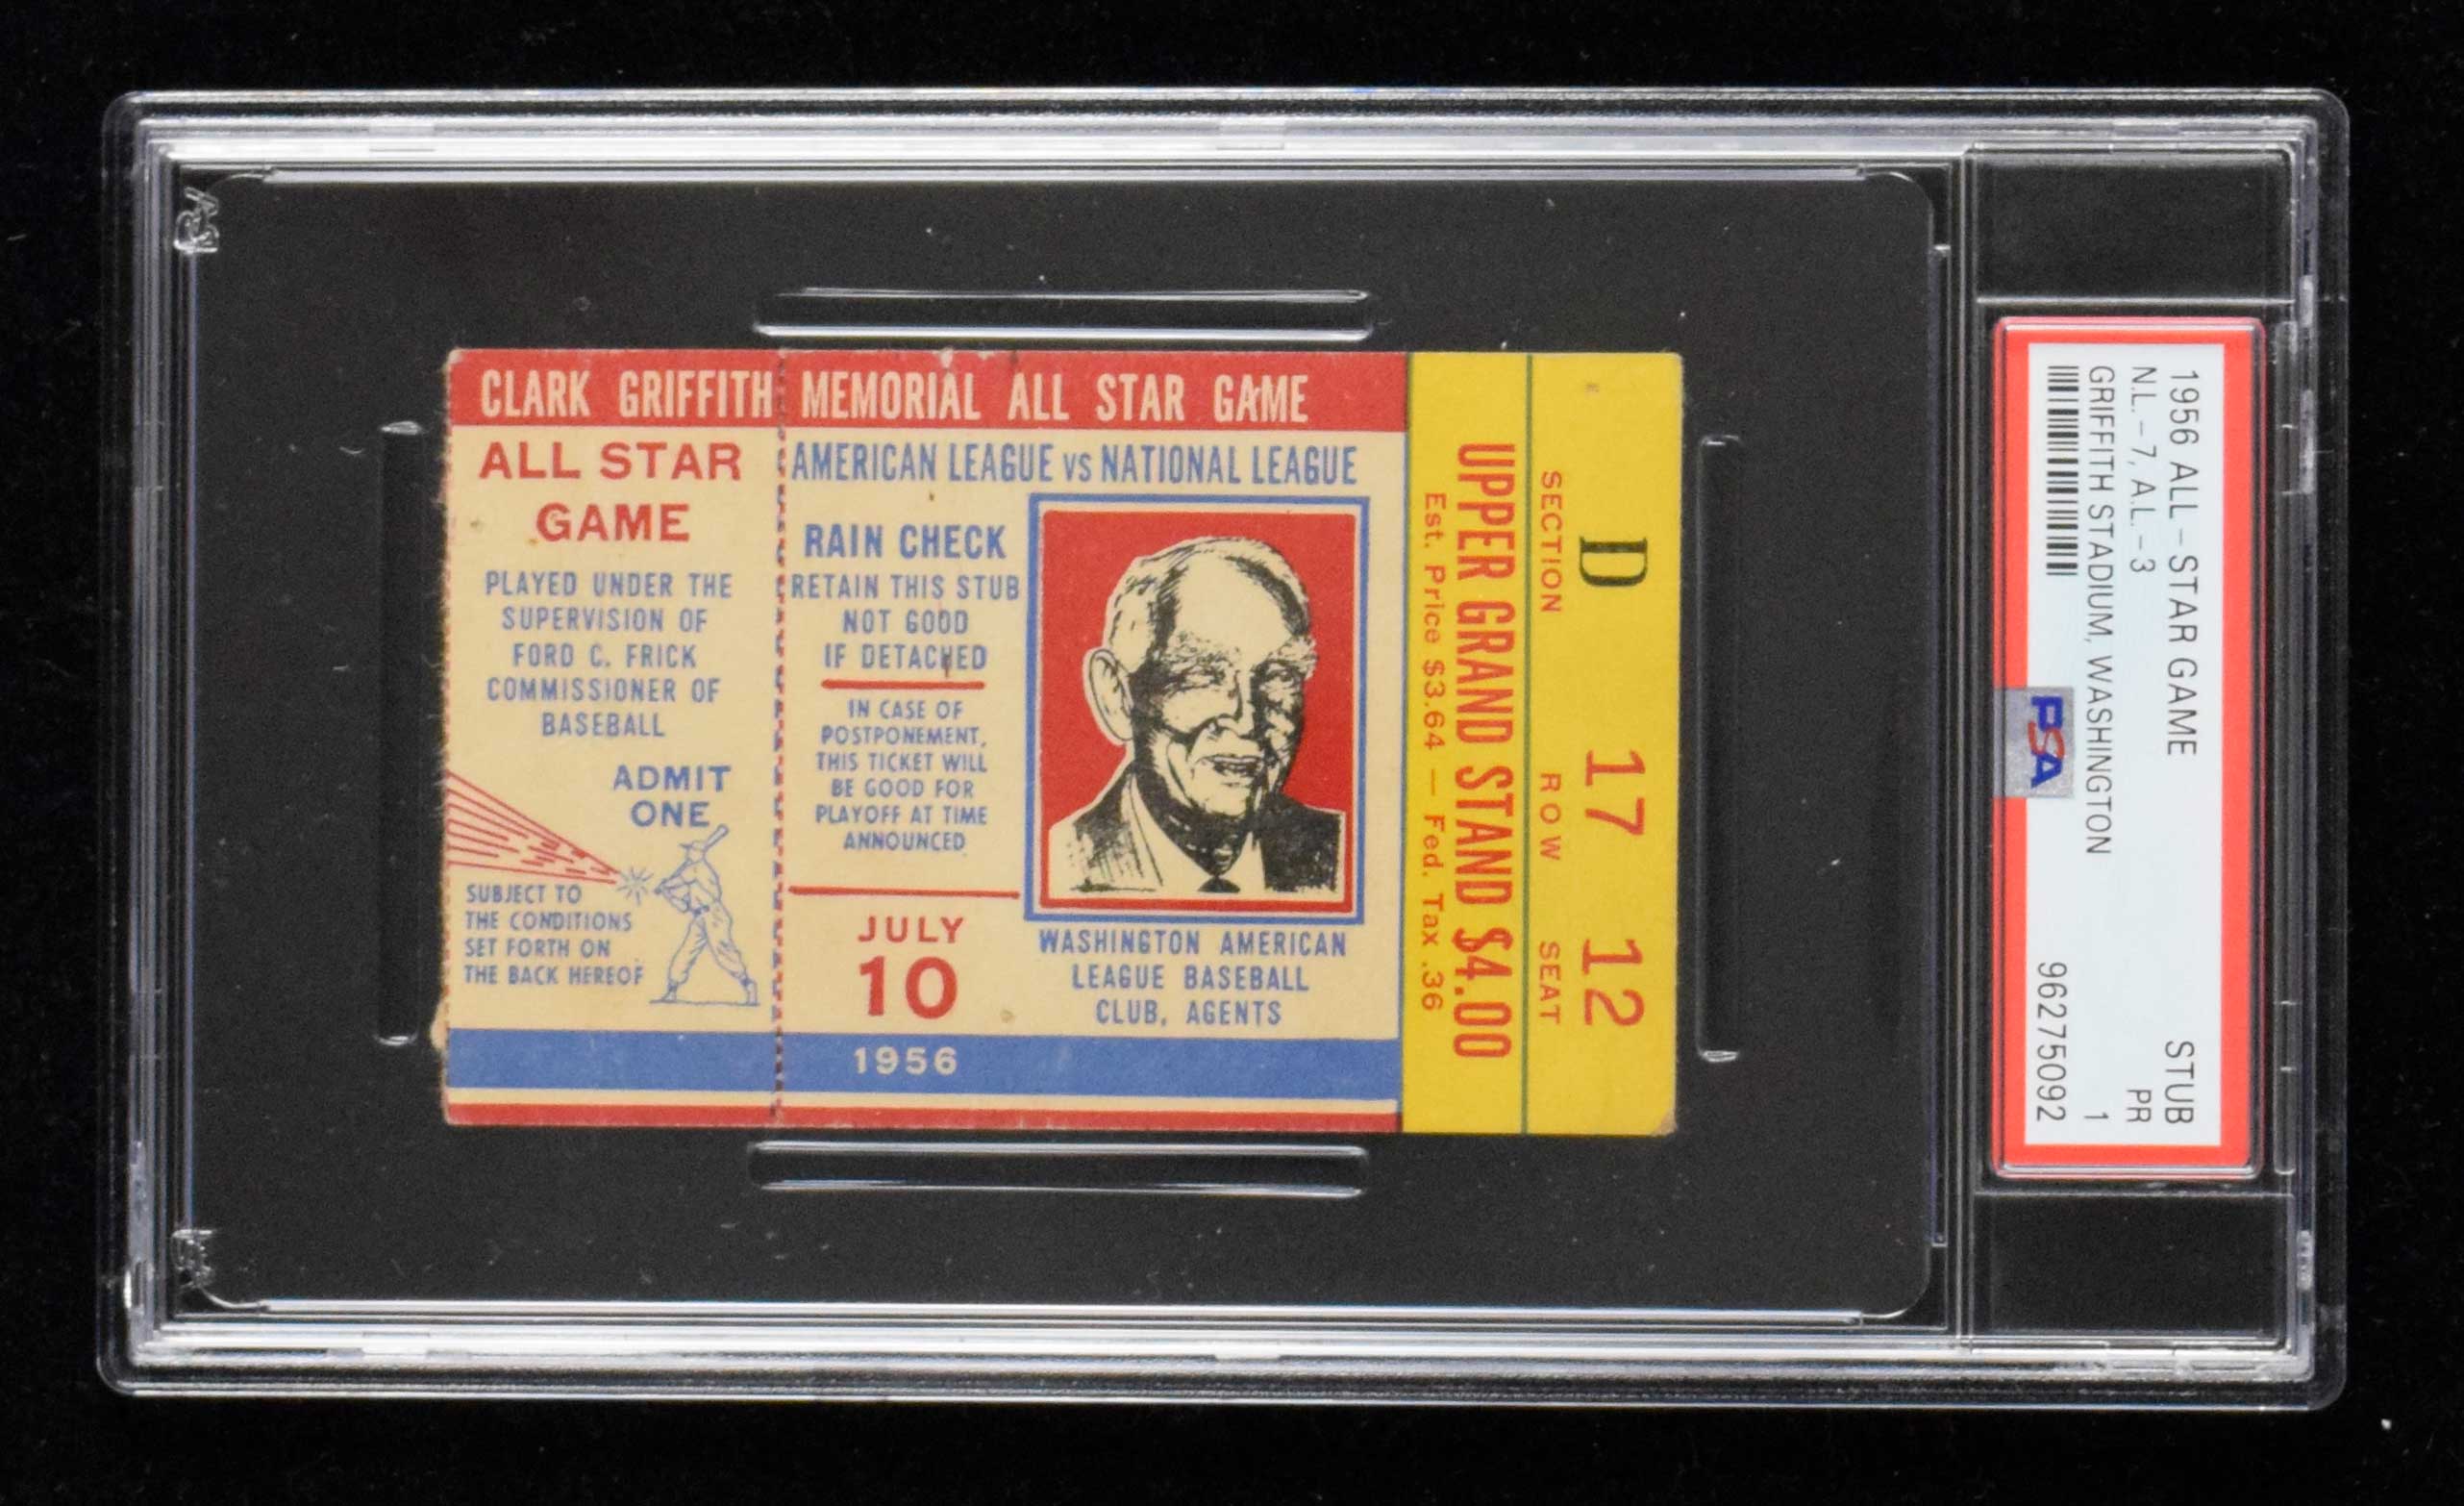 CLARK GRIFFITH MEMORIAL ALL STAR GAME
ALL STAR
GAME
PLAYED UNDER THE
SUPERVISION OF
FORD C. FRICK
COMMISSIONER OF
BASEBALL
ADMIT
ONE
SUBJECT TO
THE CONDITIONS
SET FORTH ON
THE BACK HEREOF
AMERICAN LEAGUE VS NATIONAL LEAGUE
RAIN CHECK
RETAIN THIS STUB
NOT GOOD
IF DETACHED
IN CASE OF
POSTPONEMENT,
THIS TICKET WILL
BE GOOD FOR
PLAYOFF AT TIME
ANNOUNCED
JULY
10
WASHINGTON AMERICAN
LEAGUE BASEBALL
CLUB, AGENTS
1956
D 17 12
SECTION ROW SEAT
UPPER GRAND STAND $4.00
Est. Price $3.64 — Fed. Tax .36
1956 ALL-STAR GAME STUB
N.L.-7, A.L.-3 PR
GRIFFITH STADIUM, WASHINGTON 1
96275092
PSA